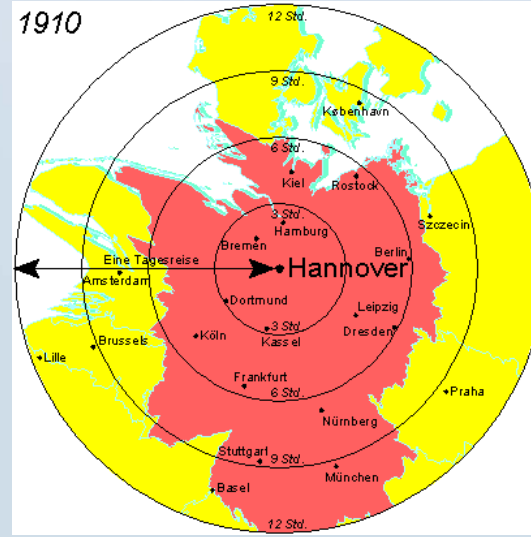 1910
12 Std.
9 Std.
København
6 Std.
Kiel
Rostock
3 Std.
Szczecin
Hamburg
Bremen
Berlin
Eine Tagesreise
Hannover
Amsterdam
Dortmund
Leipzig
3 Std.
Dresden
Kassel
Köln
Brussels
Lille
Frankfurt
6 Std.
Praha
Nürnberg
Stuttgart
9 Std.
München
Basel
12 Std.